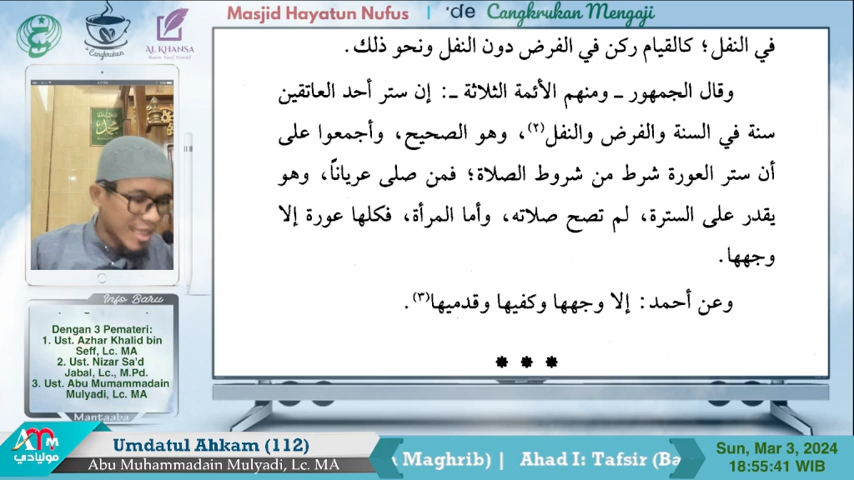 Masjid Hayatun Nufus | de Cangkrukan Mengaji
Cangkrukan
AL KHANSA
في النفل؛ كالقيام ركن في الفرض دون النفل ونحو ذلك.
وقال الجمهور ـ ومنهم الأئمة الثلاثة ـ: إن ستر أحد العاتقين
سنة في السنة والفرض والنفل(٢)، وهو الصحيح، وأجمعوا على
أن ستر العورة شرط من شروط الصلاة؛ فمن صلى عرياناً، وهو
يقدر على السترة، لم تصح صلاته، وأما المرأة، فكلها عورة إلا
وجهها.
وعن أحمد: إلا وجهها وكفيها وقدميها(٣).
Info Baru
Dengan 3 Pemateri:
1. Ust. Azhar Khalid bin
Seff, Lc. MA
2. Ust. Nizar Sa'd
Jabal, Lc., M.Pd.
3. Ust. Abu Mumammadain
Mulyadi, Lc. MA
Mantaaba
موليادي
Umdatul Ahkam (112)
Abu Muhammadain Mulyadi, Lc. MA
Maghrib) | Ahad I: Tafsir (Ba
Sun, Mar 3, 2024
18:55:41 WIB